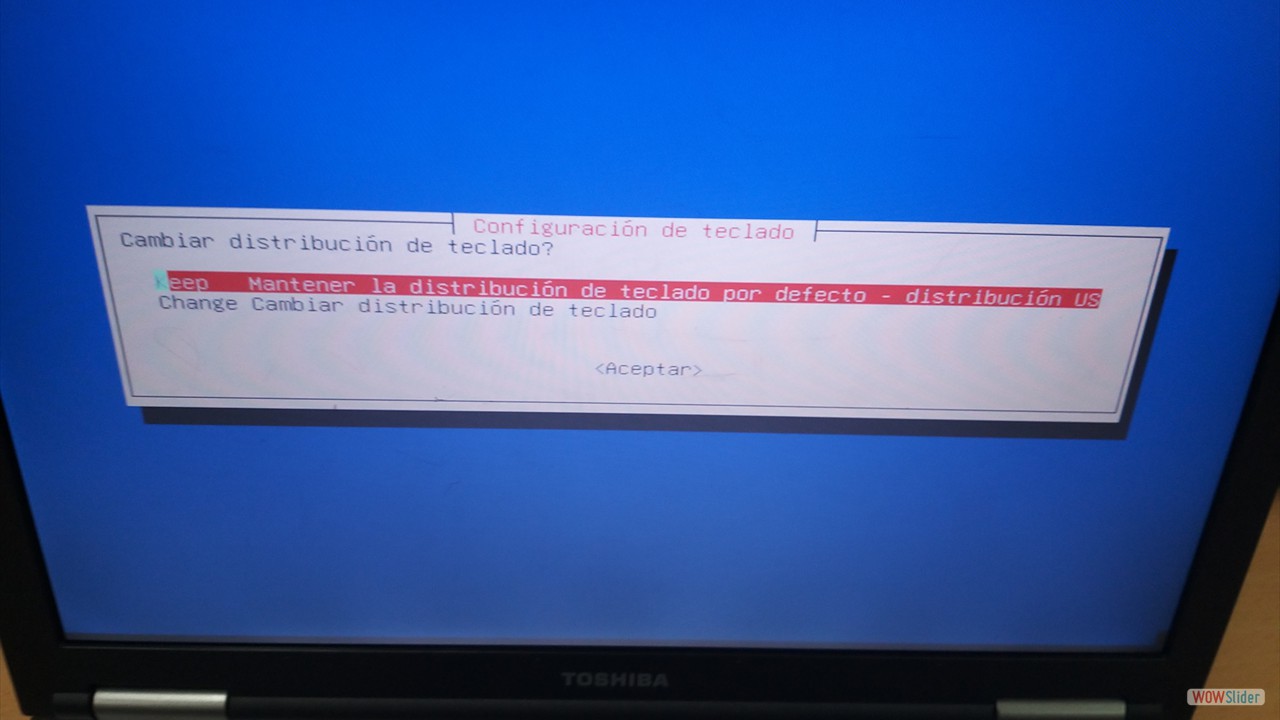 Configuración de teclado
Cambiar distribución de teclado?
Keep Mantener la distribución de teclado por defecto - distribución US
Change Cambiar distribución de teclado
<Aceptar>
TOSHIBA
WOWSlider